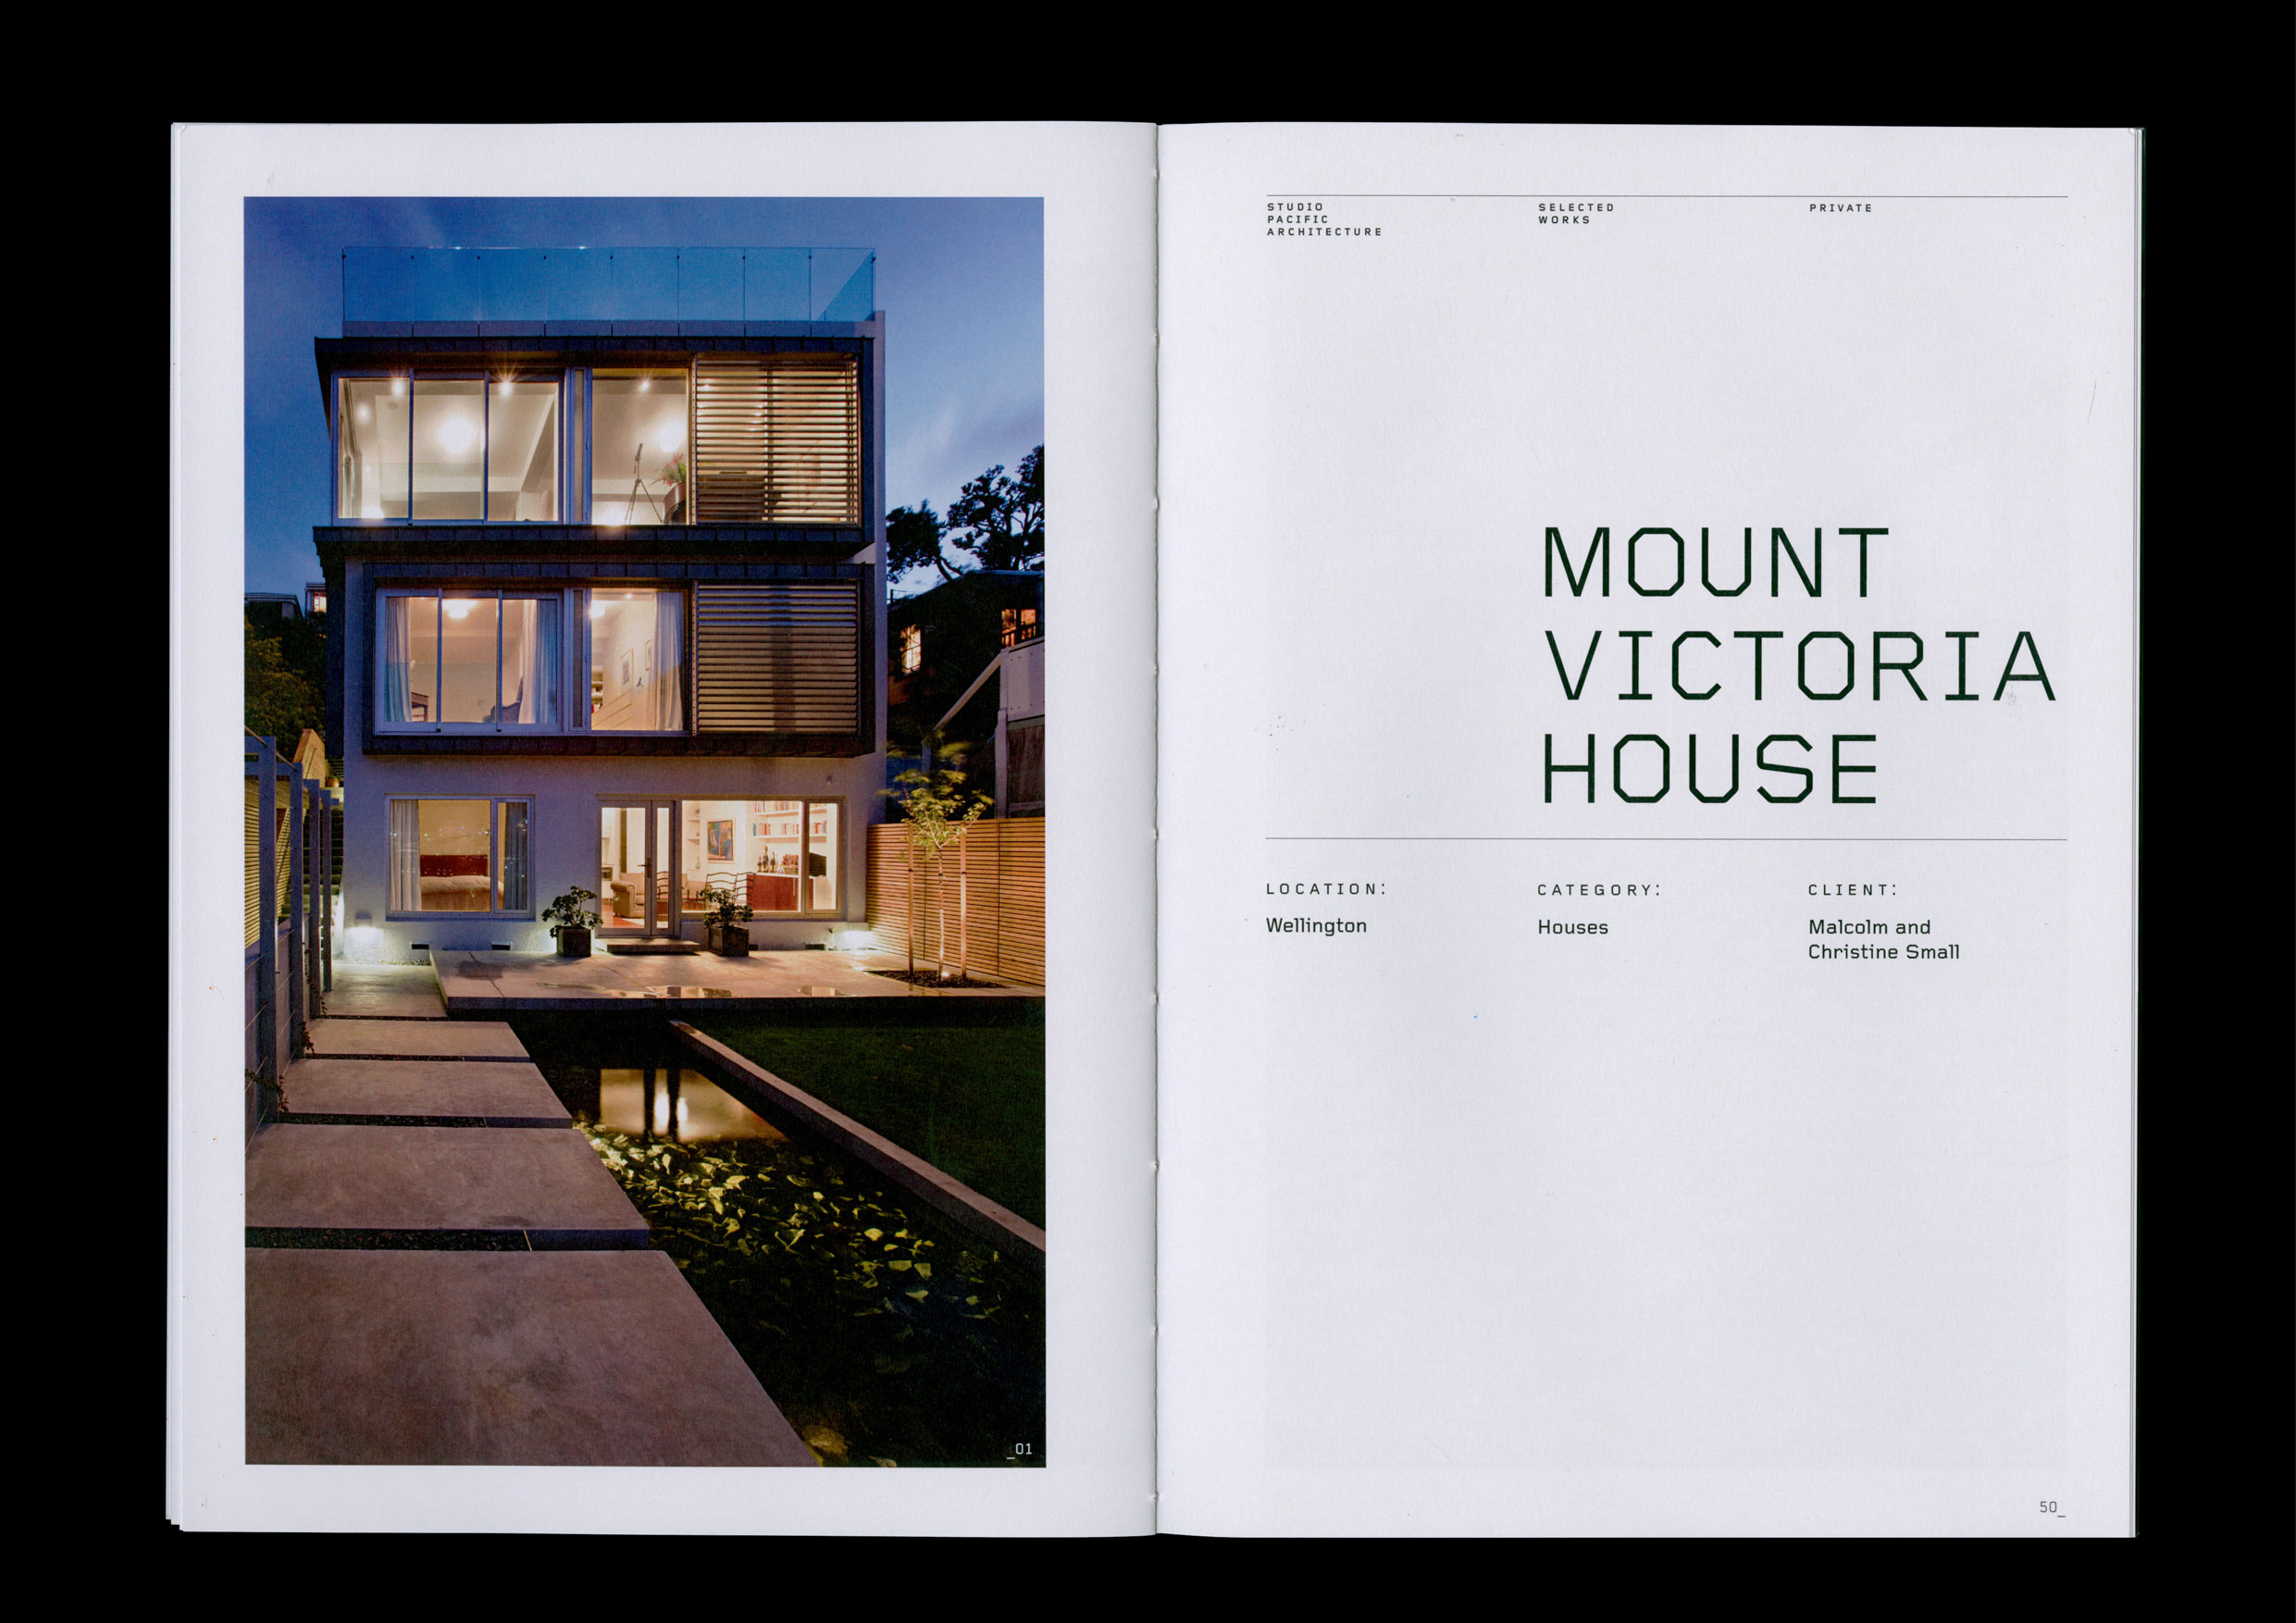 _01
STUDIO
PACIFIC
ARCHITECTURE
SELECTED
WORKS
PRIVATE
MOUNT
VICTORIA
HOUSE
LOCATION:
Wellington
CATEGORY:
Houses
CLIENT:
Malcolm and
Christine Small
50_